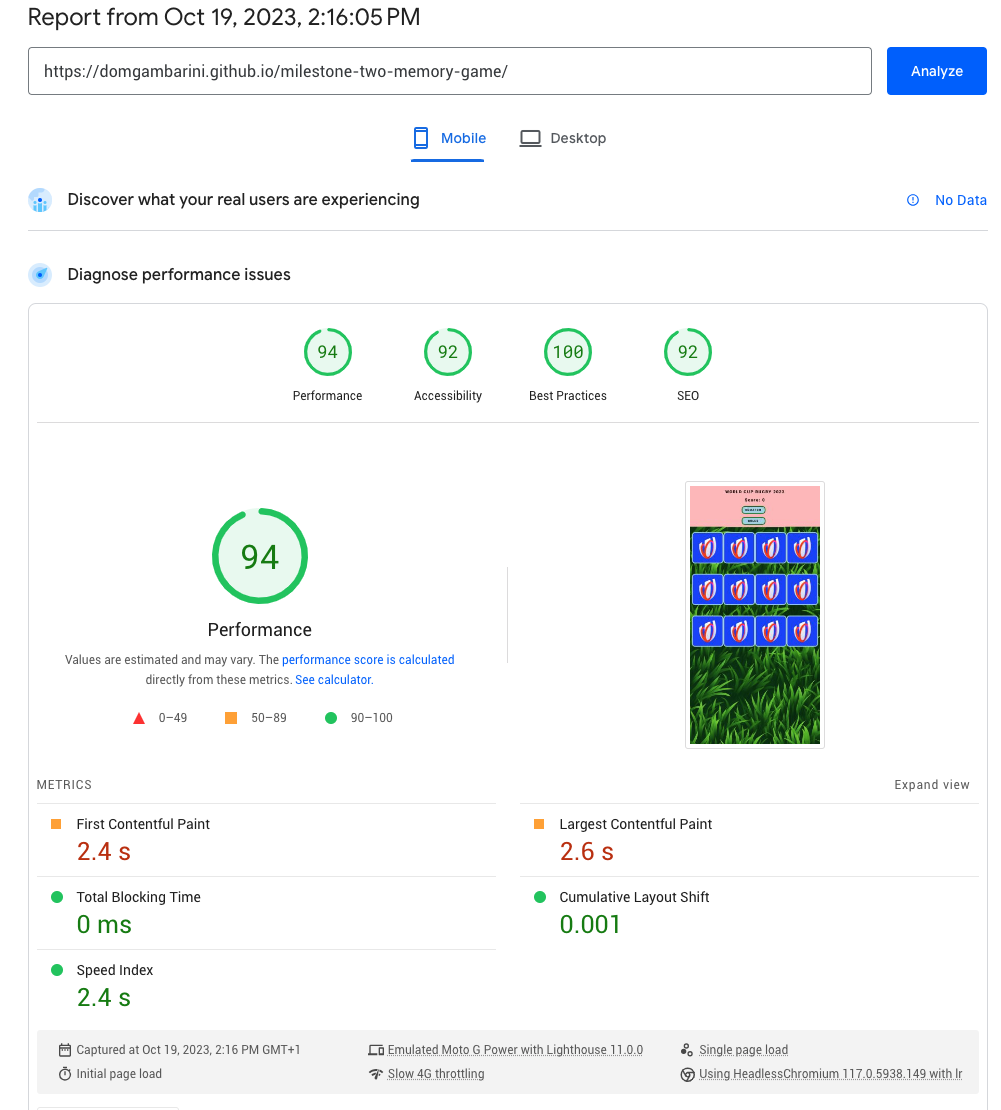 Report from Oct 19, 2023, 2:16:05 PM
https://domgambarini.github.io/milestone-two-memory-game/
Analyze
Mobile
Desktop
Discover what your real users are experiencing
No Data
Diagnose performance issues
94
92
100
92
Performance
Accessibility
Best Practices
SEO
WORLD CUP RUGBY 2023
Score: 0
94
Performance
Values are estimated and may vary. The performance score is calculated
directly from these metrics. See calculator.
0–49
50–89
90–100
METRICS
Expand view
First Contentful Paint
2.4 s
Largest Contentful Paint
2.6 s
Total Blocking Time
0 ms
Cumulative Layout Shift
0.001
Speed Index
2.4 s
Captured at Oct 19, 2023, 2:16 PM GMT+1
Emulated Moto G Power with Lighthouse 11.0.0
Single page load
Initial page load
Slow 4G throttling
Using HeadlessChromium 117.0.5938.149 with lr